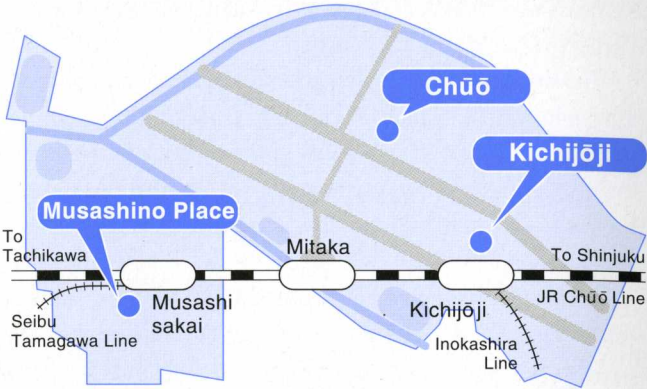 Chūō
Kichijōji
Musashino Place
To
Tachikawa
Mitaka
To Shinjuku
Musashi
sakai
Kichijōji
JR Chūō Line
Seibu
Tamagawa Line
Inokashira
Line